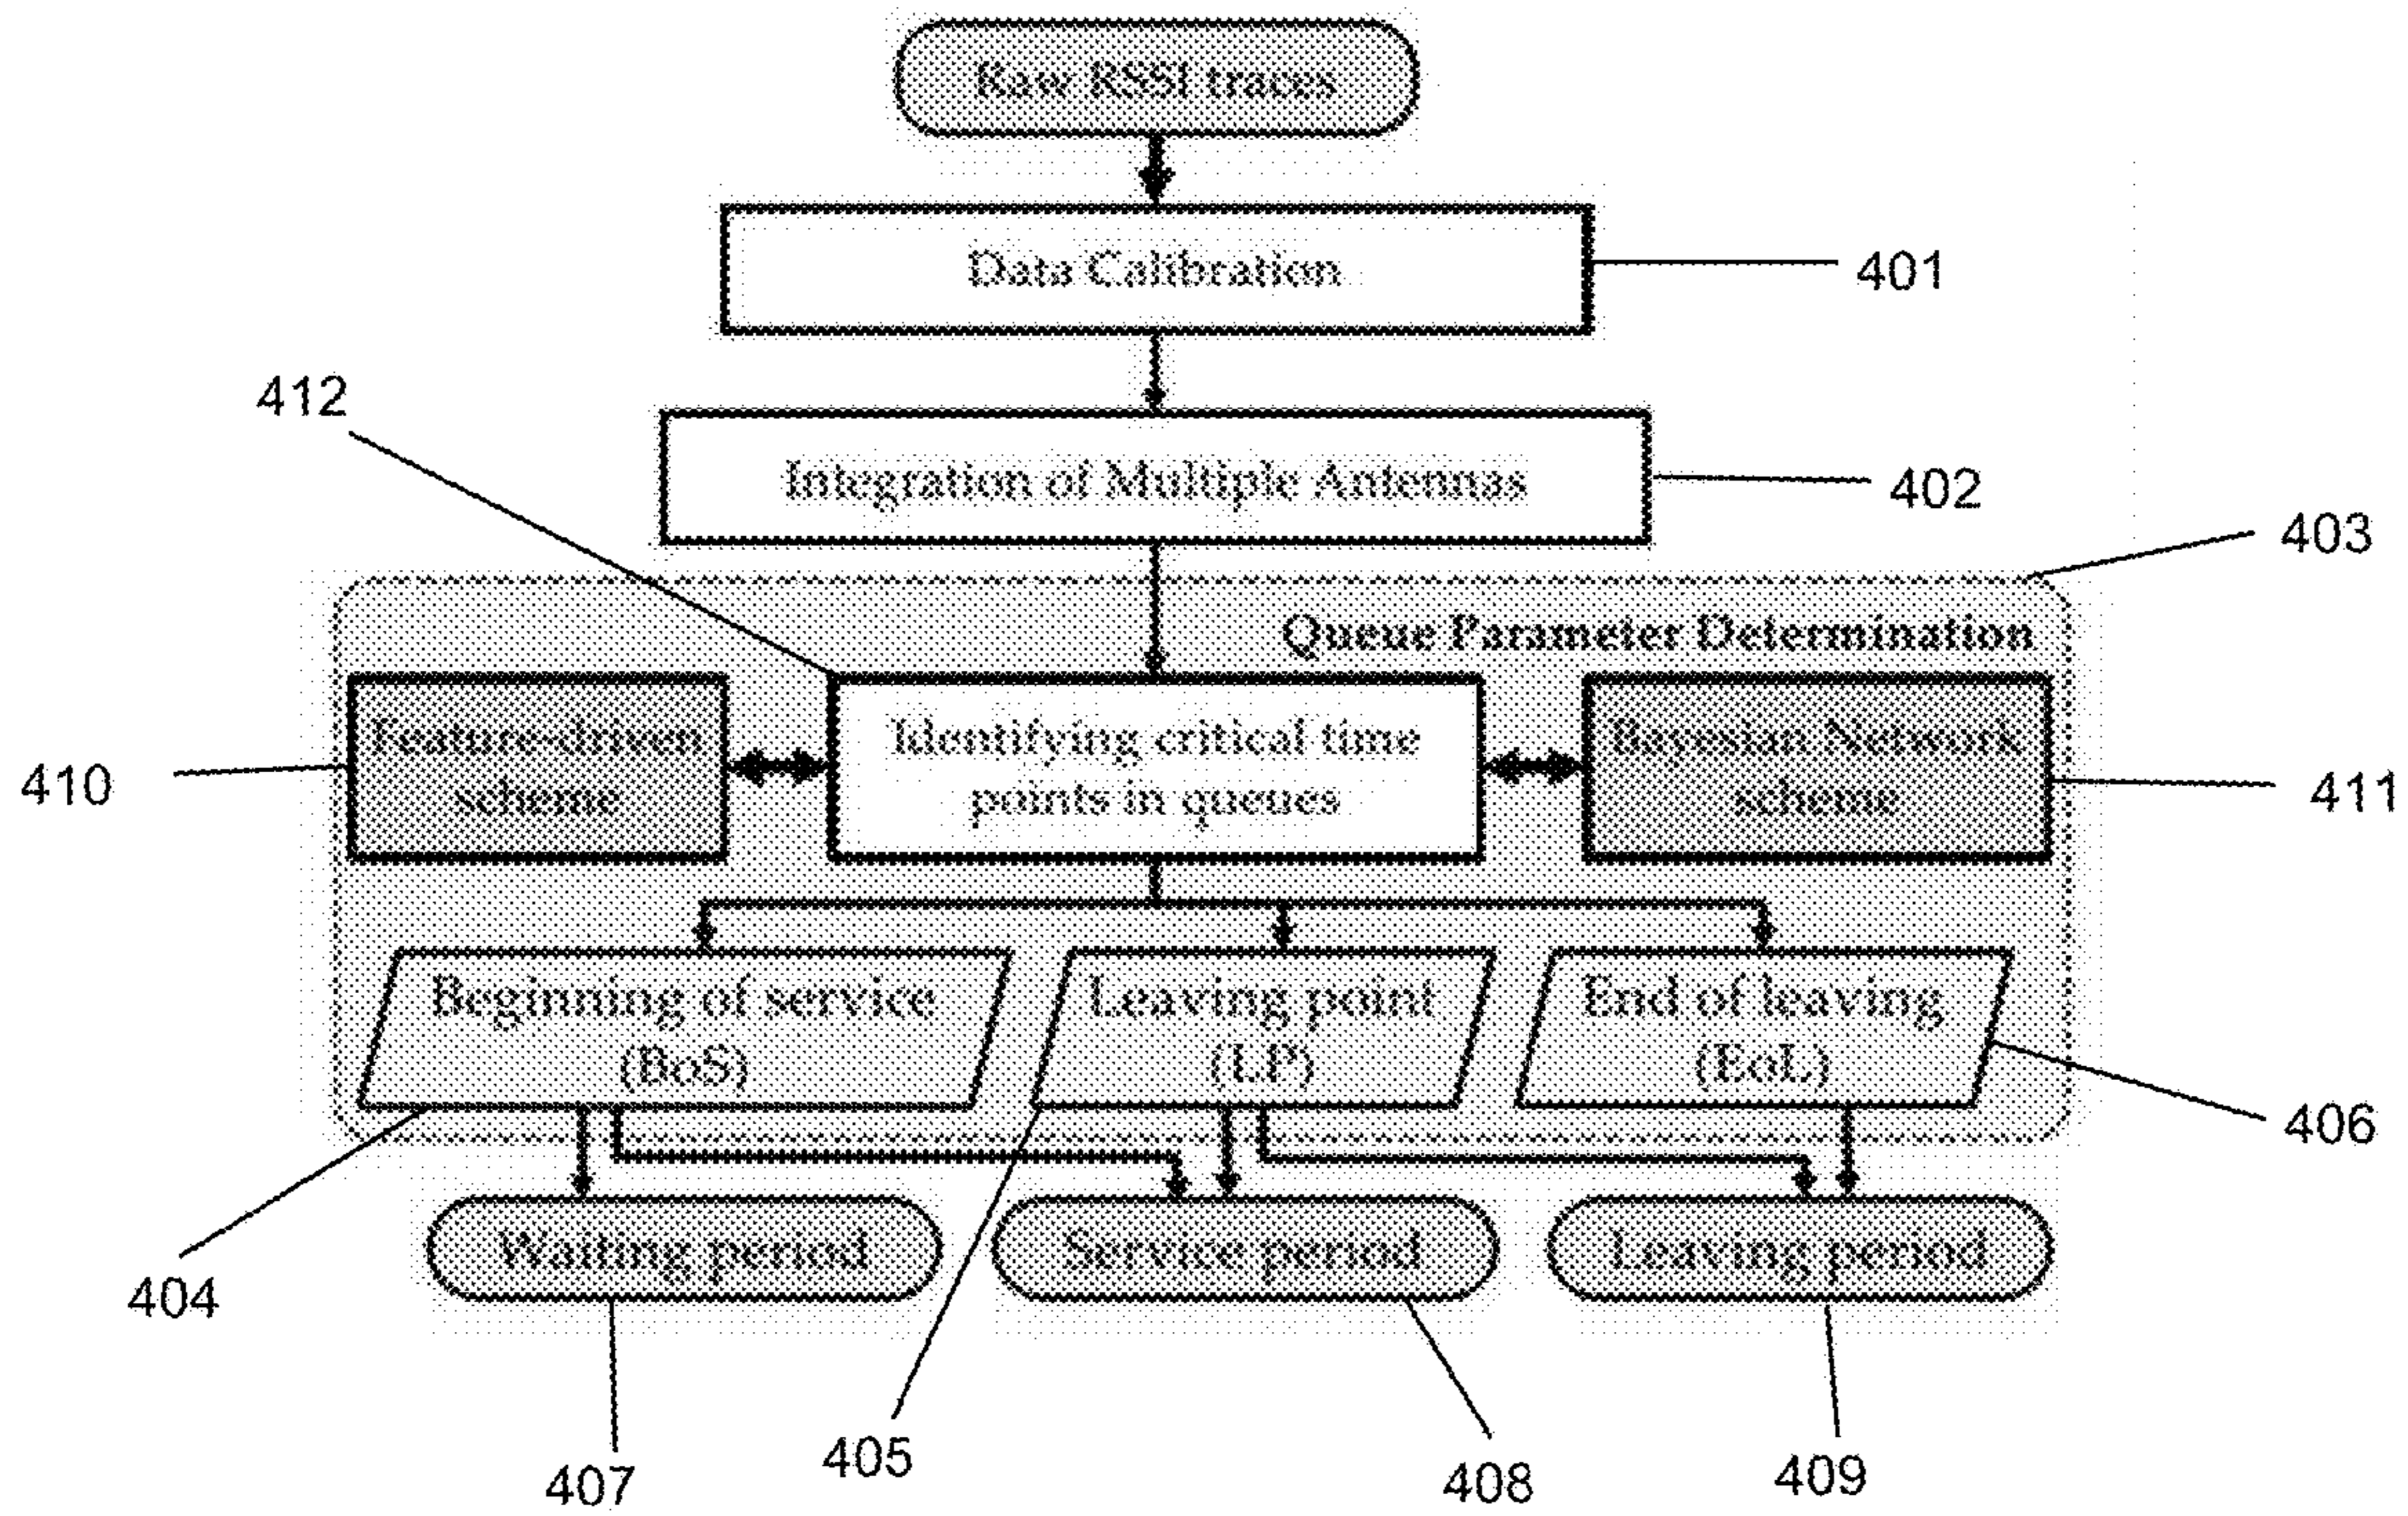 Raw RSSI traces
Data Calibration
401
412
Integration of Multiple Antennas
402
403
Queue Parameter Determination
Feature-driven
scheme
Identifying critical time
points in queues
Bayesian Network
scheme
410
411
Beginning of service
(BoS)
Leaving point
(LP)
End of leaving
(EoL)
406
Waiting period
Service period
Leaving period
404
407
405
408
409